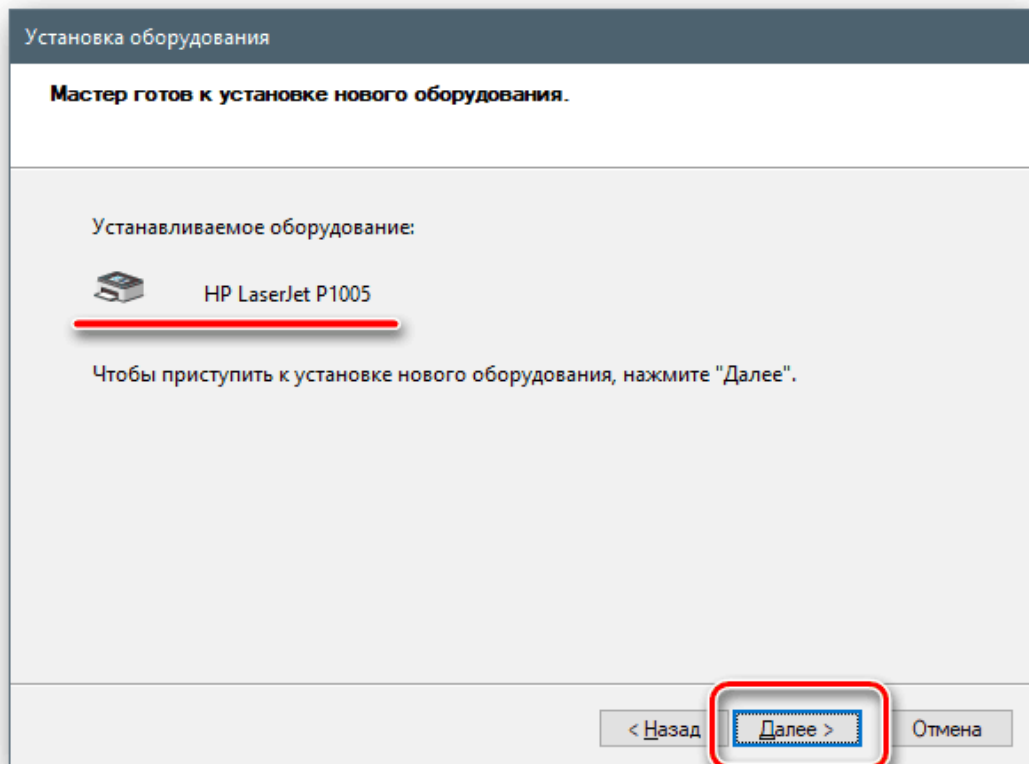 Установка оборудования
Мастер готов к установке нового оборудования.
Устанавливаемое оборудование:
HP LaserJet P1005
Чтобы приступить к установке нового оборудования, нажмите "Далее".
< Назад Далее > Отмена